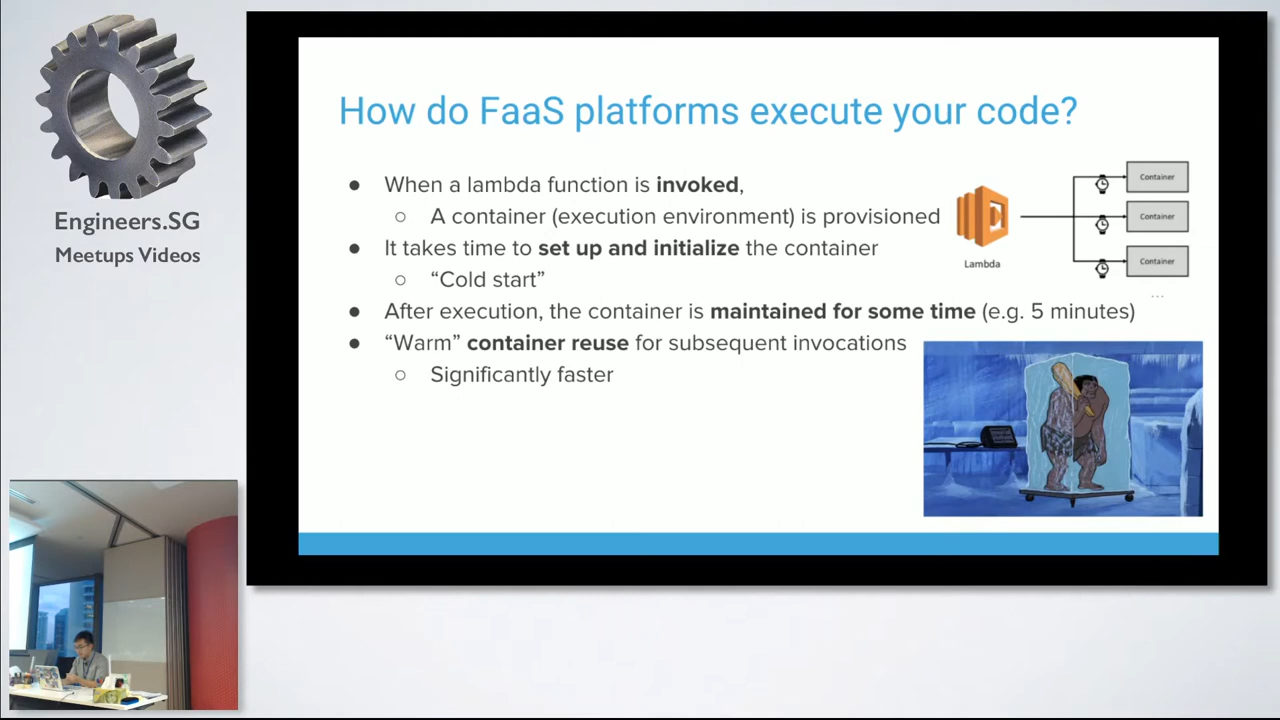 Engineers.SG
Meetups Videos
How do FaaS platforms execute your code?
● When a lambda function is invoked,
○ A container (execution environment) is provisioned
● It takes time to set up and initialize the container
○ “Cold start”
● After execution, the container is maintained for some time (e.g. 5 minutes)
● “Warm” container reuse for subsequent invocations
○ Significantly faster
Lambda
Container
Container
Container
...